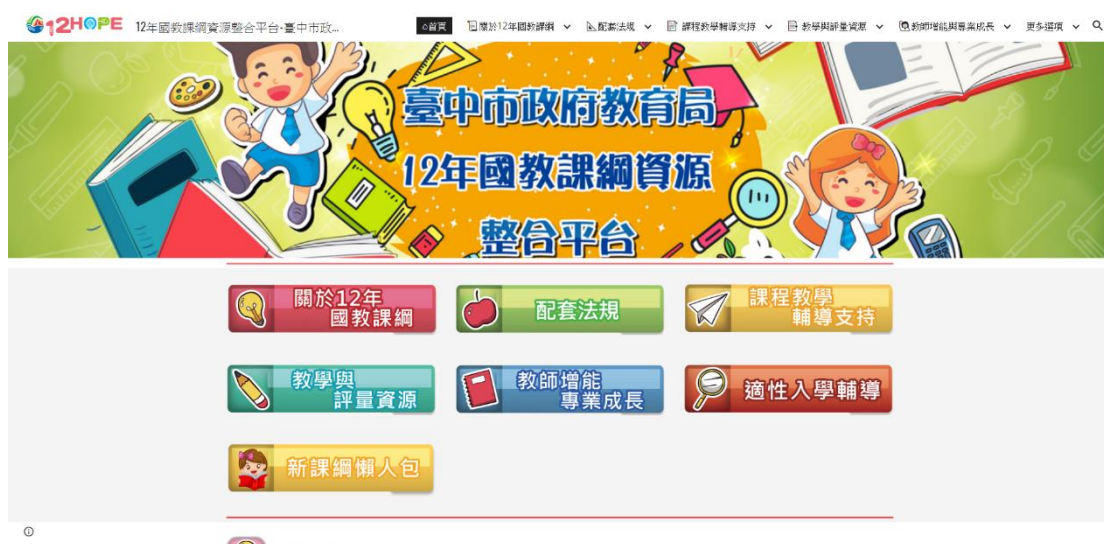 12HOPE 12年國教課綱資源整合平台-臺中市政... 首頁 關於12年國教課綱 配套法規 課程教學輔導支持 教學與評量資源 教師增能與專業成長 更多選項
臺中市政府教育局
12年國教課綱資源
整合平台
關於12年
國教課綱
配套法規
課程教學
輔導支持
教學與
評量資源
教師增能
專業成長
適性入學輔導
新課綱懶人包